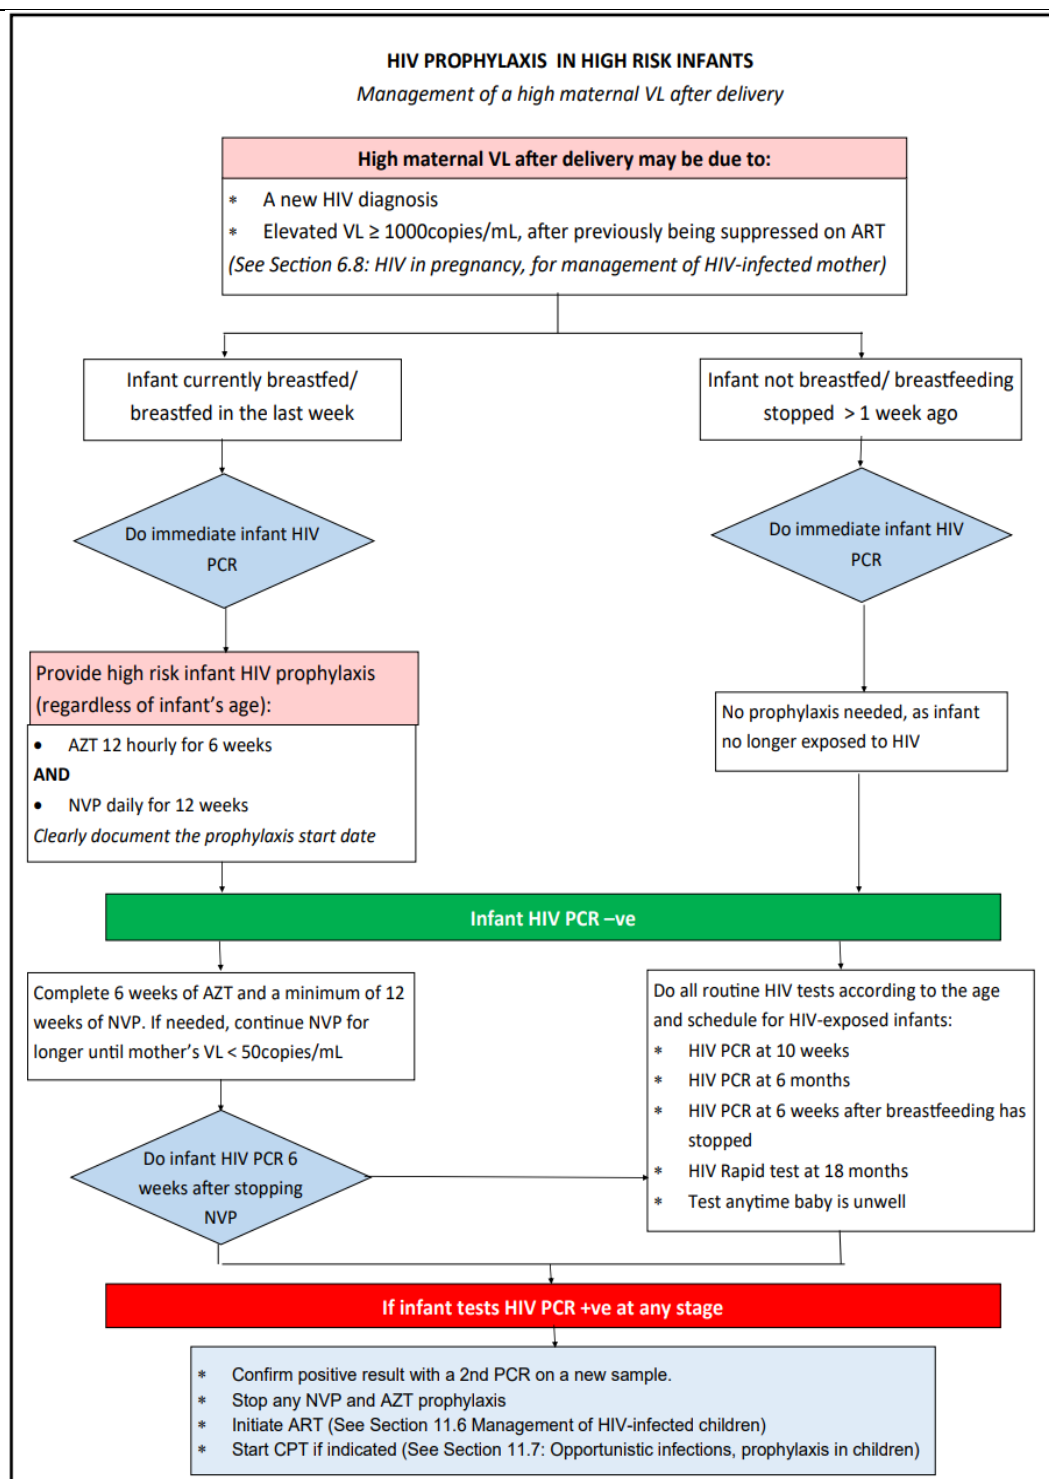 HIV PROPHYLAXIS IN HIGH RISK INFANTS
Management of a high maternal VL after delivery
High maternal VL after delivery may be due to:
* A new HIV diagnosis
* Elevated VL ≥ 1000copies/mL, after previously being suppressed on ART
(See Section 6.8: HIV in pregnancy, for management of HIV-infected mother)
Infant currently breastfed/
breastfed in the last week
Infant not breastfed/ breastfeeding
stopped > 1 week ago
Do immediate infant HIV
PCR
Do immediate infant HIV
PCR
Provide high risk infant HIV prophylaxis
(regardless of infant's age):
• AZT 12 hourly for 6 weeks
AND
• NVP daily for 12 weeks
Clearly document the prophylaxis start date
No prophylaxis needed, as infant
no longer exposed to HIV
Infant HIV PCR –ve
Complete 6 weeks of AZT and a minimum of 12
weeks of NVP. If needed, continue NVP for
longer until mother's VL < 50copies/mL
Do infant HIV PCR 6
weeks after stopping
NVP
Do all routine HIV tests according to the age
and schedule for HIV-exposed infants:
* HIV PCR at 10 weeks
* HIV PCR at 6 months
* HIV PCR at 6 weeks after breastfeeding has
stopped
* HIV Rapid test at 18 months
* Test anytime baby is unwell
If infant tests HIV PCR +ve at any stage
* Confirm positive result with a 2nd PCR on a new sample.
* Stop any NVP and AZT prophylaxis
* Initiate ART (See Section 11.6 Management of HIV-infected children)
* Start CPT if indicated (See Section 11.7: Opportunistic infections, prophylaxis in children)